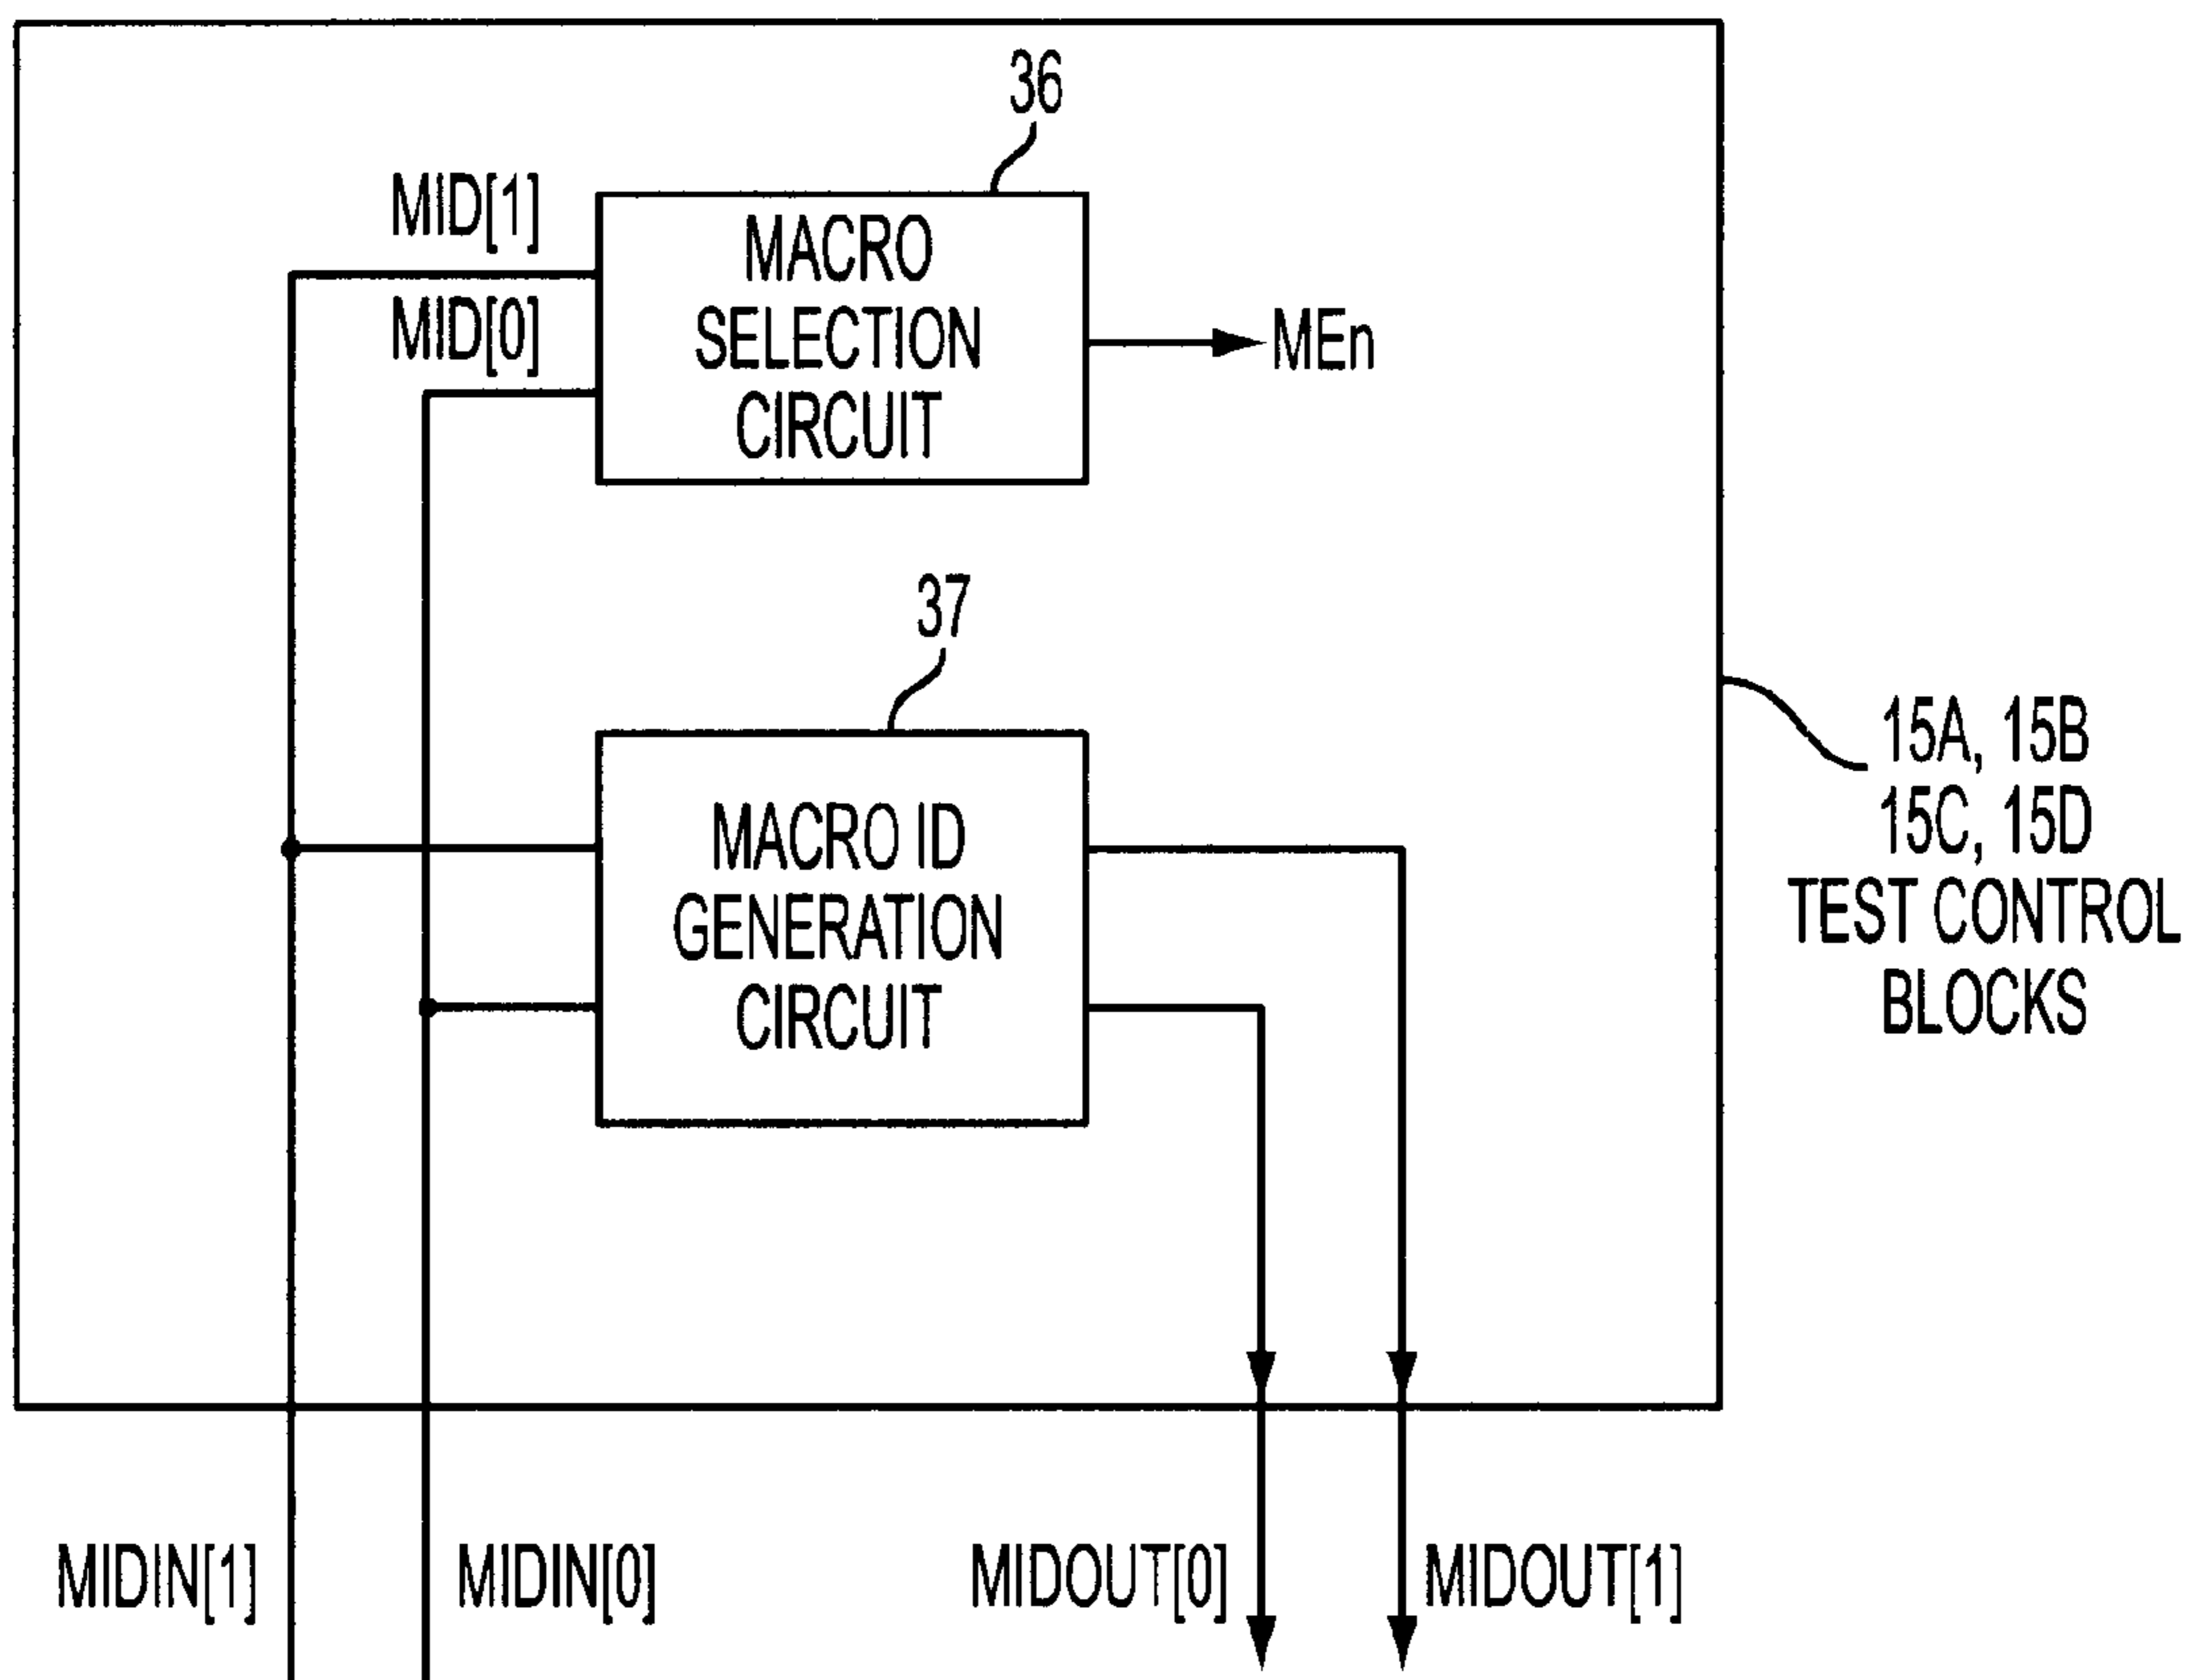 36
MID[1]
MID[0]
MACRO
SELECTION
CIRCUIT
MEn
37
MACRO ID
GENERATION
CIRCUIT
15A, 15B
15C, 15D
TEST CONTROL
BLOCKS
MIDIN[1]
MIDIN[0]
MIDOUT[0]
MIDOUT[1]